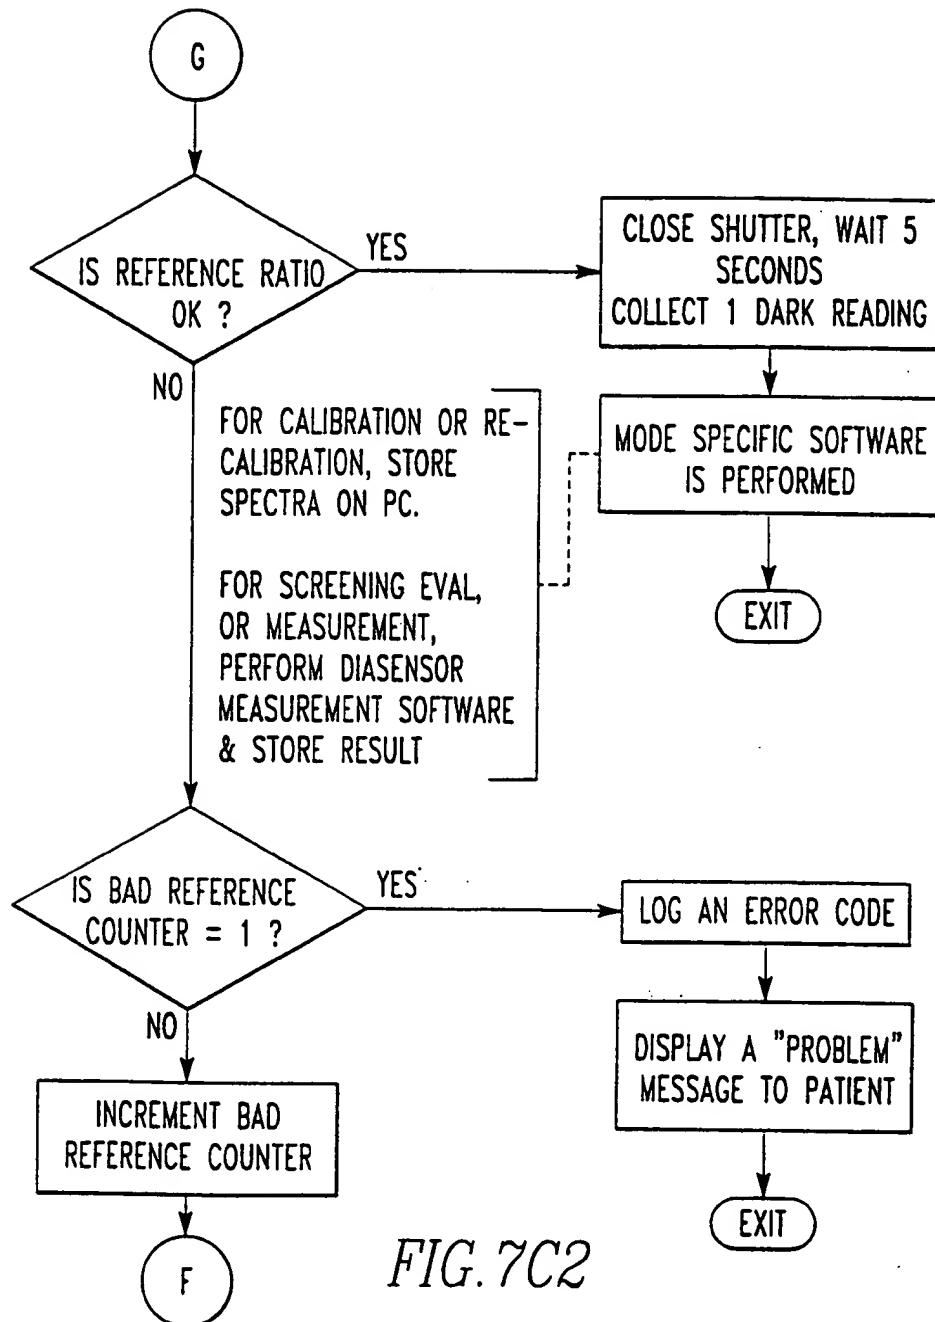 G
IS REFERENCE RATIO
OK ?
YES
NO
CLOSE SHUTTER, WAIT 5
SECONDS
COLLECT 1 DARK READING
MODE SPECIFIC SOFTWARE
IS PERFORMED
EXIT
FOR CALIBRATION OR RE-
CALIBRATION, STORE
SPECTRA ON PC.
FOR SCREENING EVAL,
OR MEASUREMENT,
PERFORM DIASENSOR
MEASUREMENT SOFTWARE
& STORE RESULT
IS BAD REFERENCE
COUNTER = 1 ?
YES
NO
LOG AN ERROR CODE
DISPLAY A "PROBLEM"
MESSAGE TO PATIENT
EXIT
INCREMENT BAD
REFERENCE COUNTER
F
FIG. 7C2